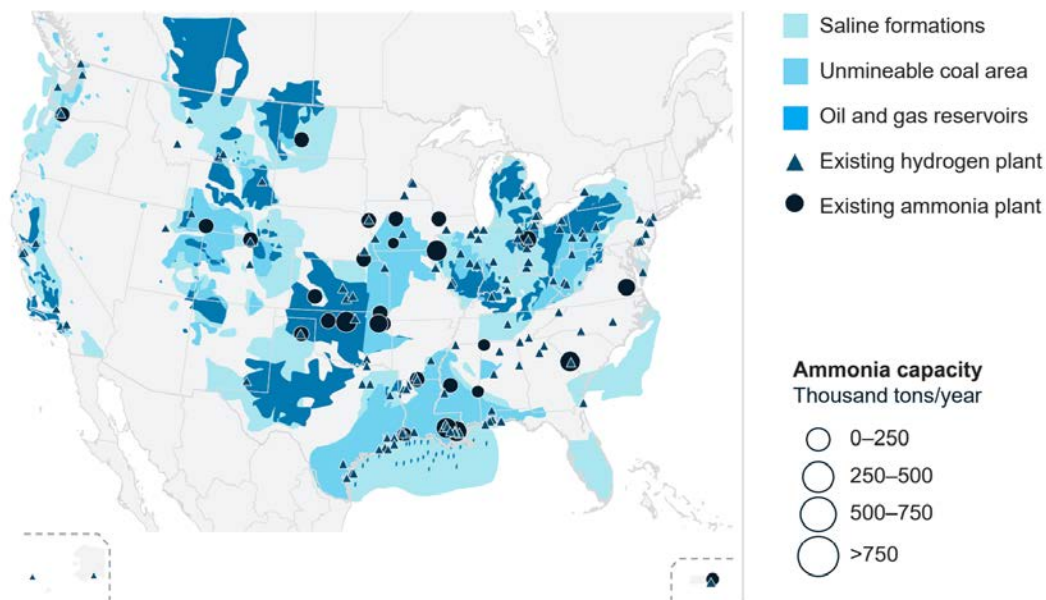 Saline formations
Unmineable coal area
Oil and gas reservoirs
Existing hydrogen plant
Existing ammonia plant
Ammonia capacity
Thousand tons/year
0–250
250–500
500–750
>750